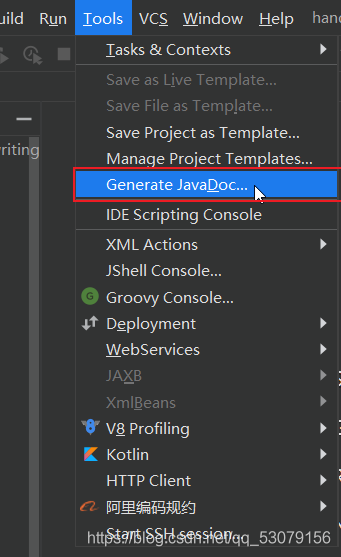 Run Tools VCS Window Help hand
Tasks & Contexts
Save as Live Template...
Save File as Template...
Save Project as Template...
writing
Manage Project Templates...
Generate JavaDoc...
IDE Scripting Console
XML Actions
JShell Console...
G Groovy Console...
Deployment
WebServices
JAXB
XmlBeans
V8 Profiling
Kotlin
HTTP Client
阿里编码规约
Start SSH session...
https://blog.csdn.net/qq_53079156